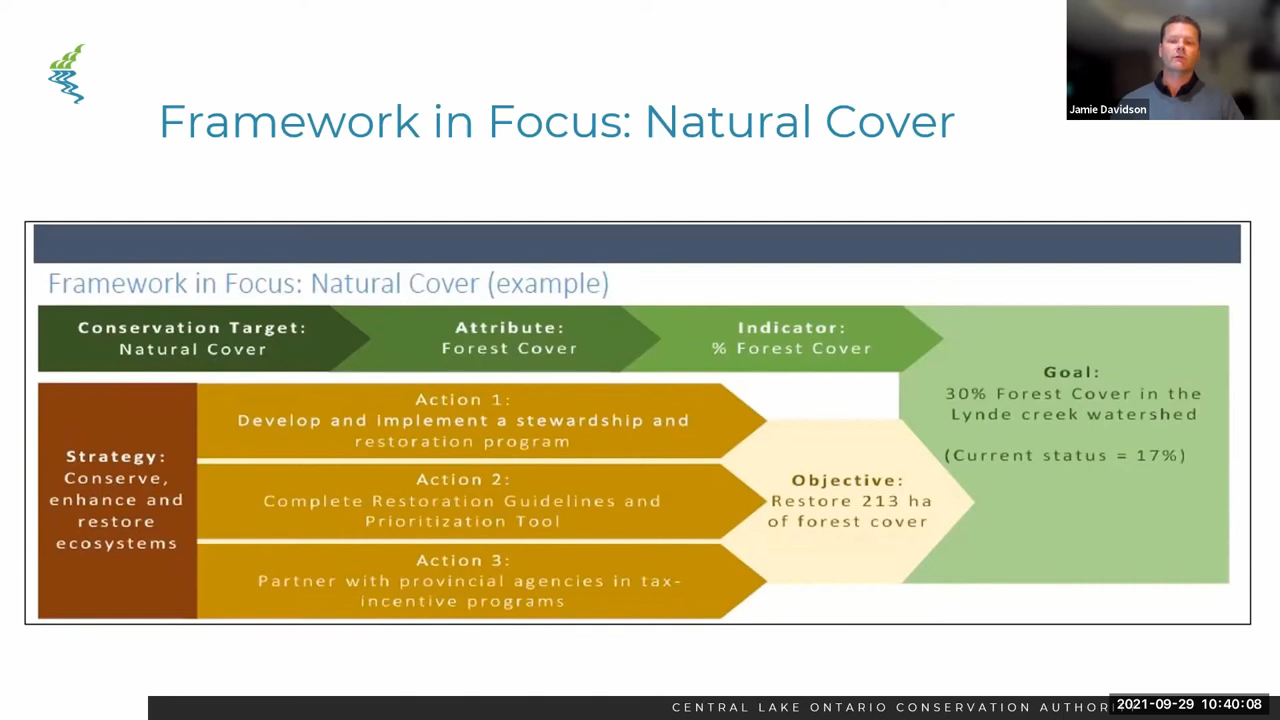 Jamie Davidson
Framework in Focus: Natural Cover
Framework in Focus: Natural Cover (example)
Conservation Target:
Natural Cover
Attribute:
Forest Cover
Indicator:
% Forest Cover
Goal:
30% Forest Cover in the
Lynde creek watershed
(Current status = 17%)
Strategy:
Conserve,
enhance and
restore
ecosystems
Action 1:
Develop and implement a stewardship and
restoration program
Action 2:
Complete Restoration Guidelines and
Prioritization Tool
Action 3:
Partner with provincial agencies in tax-
incentive programs
Objective:
Restore 213 ha
of forest cover
CENTRAL LAKE ONTARIO CONSERVATION AUTHOR
2021-09-29 10:40:08